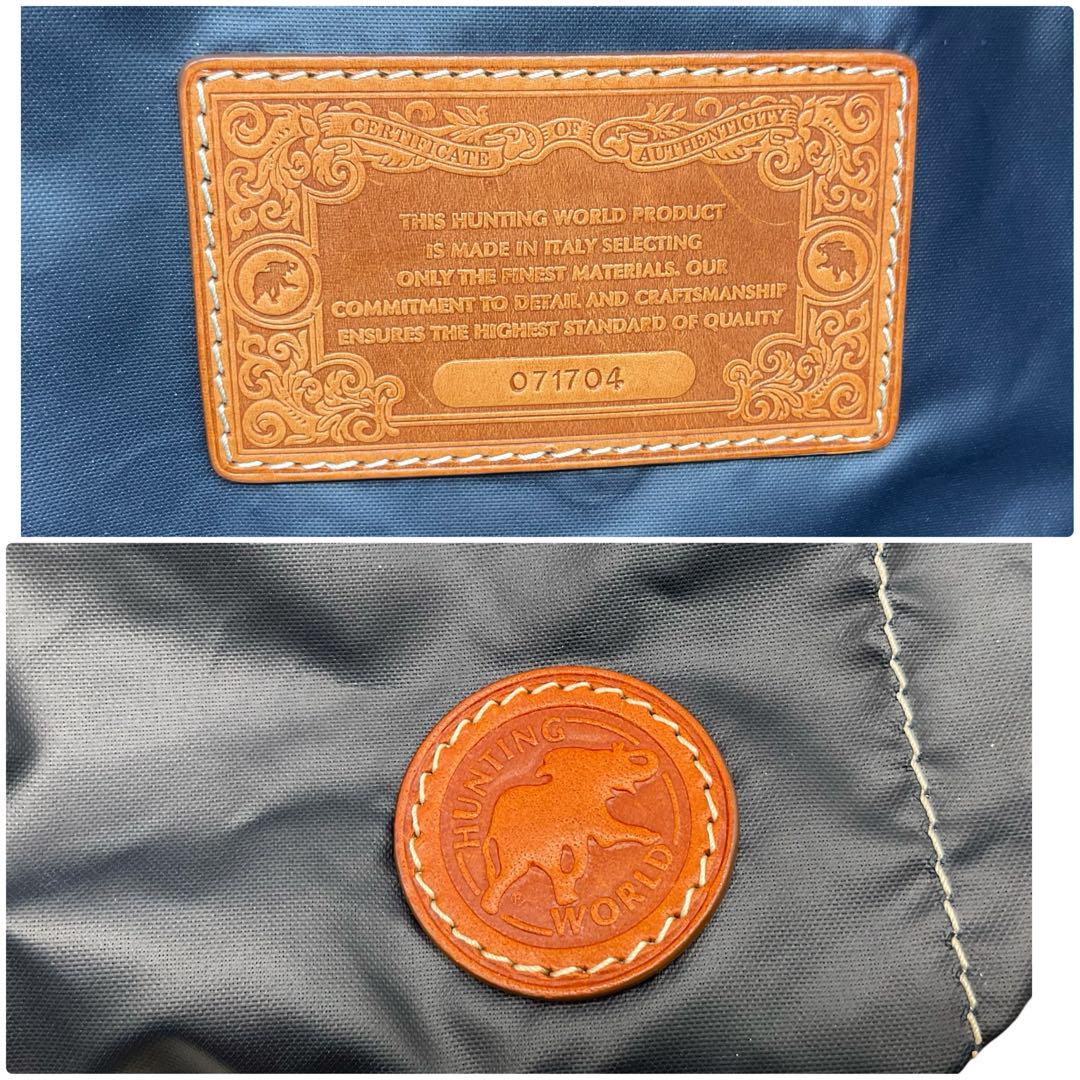 CERTIFICATE OF AUTHENTICITY
THIS HUNTING WORLD PRODUCT
IS MADE IN ITALY SELECTING
ONLY THE FINEST MATERIALS. OUR
COMMITMENT TO DETAIL AND CRAFTSMANSHIP
ENSURES THE HIGHEST STANDARD OF QUALITY
071704
HUNTING
WORLD
®